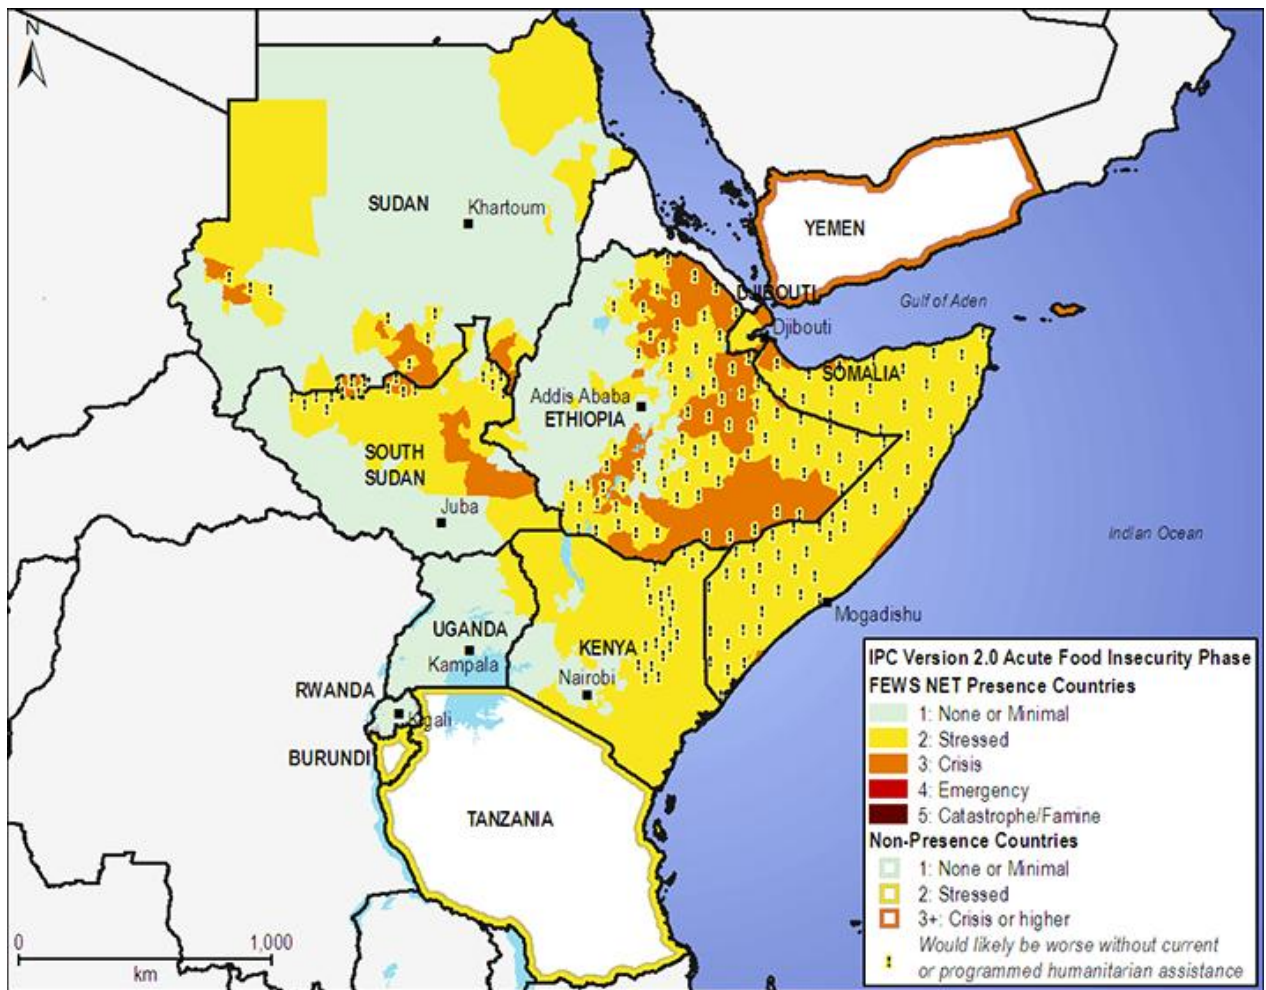 N
SUDAN
Khartoum
YEMEN
DJIBOUTI
Gulf of Aden
Djibouti
SOMALIA
Addis Ababa
ETHIOPIA
SOUTH
SUDAN
Juba
Indian Ocean
Mogadishu
UGANDA
Kampala
KENYA
Nairobi
RWANDA
Kigali
BURUNDI
TANZANIA
0 1,000
km
IPC Version 2.0 Acute Food Insecurity Phase
FEWS NET Presence Countries
1: None or Minimal
2: Stressed
3: Crisis
4: Emergency
5: Catastrophe/Famine
Non-Presence Countries
1: None or Minimal
2: Stressed
3+: Crisis or higher
! Would likely be worse without current
or programmed humanitarian assistance